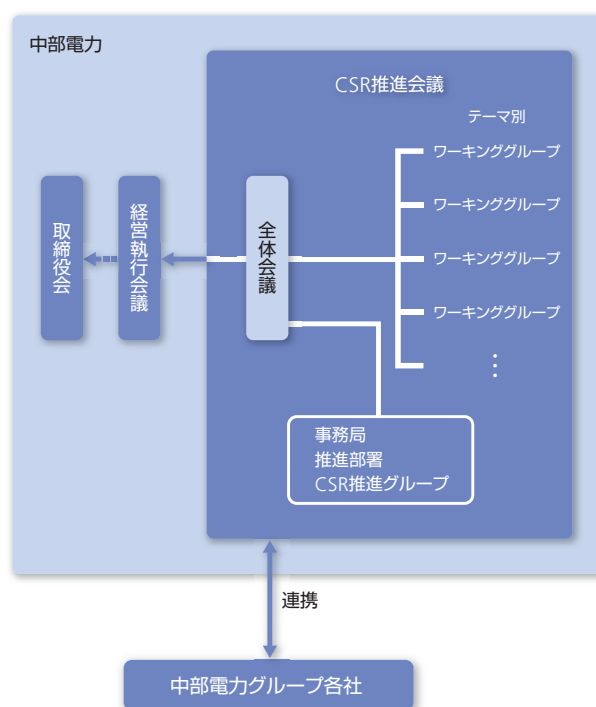 中部電力
CSR推進会議
テーマ別
ワーキンググループ
ワーキンググループ
ワーキンググループ
ワーキンググループ
⋮
取締役会
経営執行会議
全体会議
事務局
推進部署
CSR推進グループ
連携
中部電力グループ各社